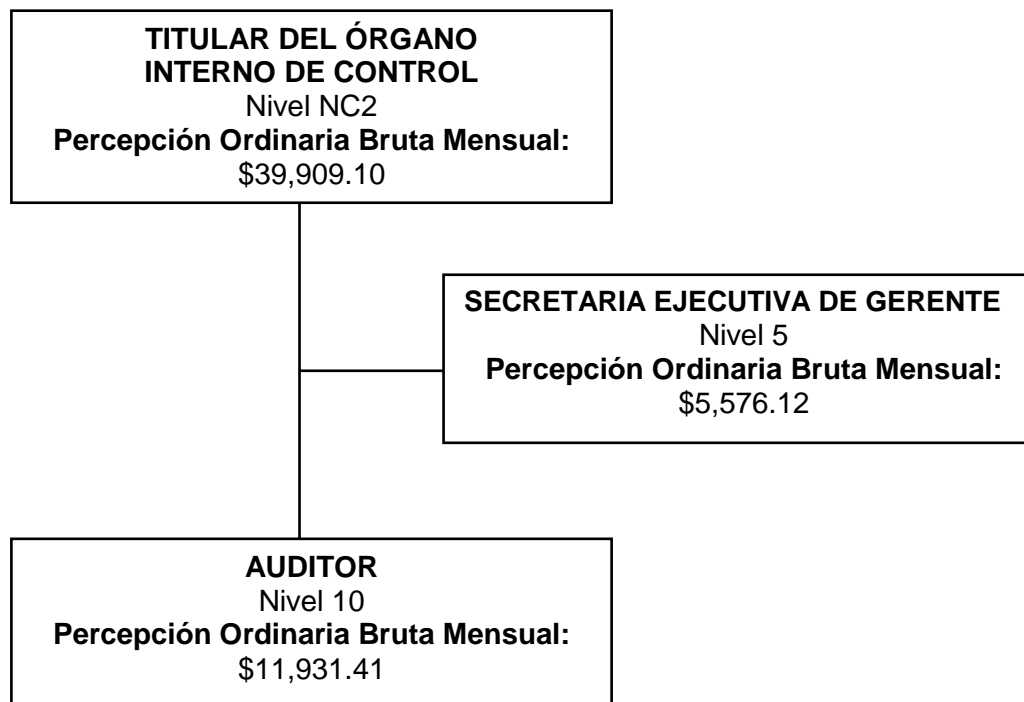 TITULAR DEL ÓRGANO
INTERNO DE CONTROL
Nivel NC2
Percepción Ordinaria Bruta Mensual:
$39,909.10
SECRETARIA EJECUTIVA DE GERENTE
Nivel 5
Percepción Ordinaria Bruta Mensual:
$5,576.12
AUDITOR
Nivel 10
Percepción Ordinaria Bruta Mensual:
$11,931.41